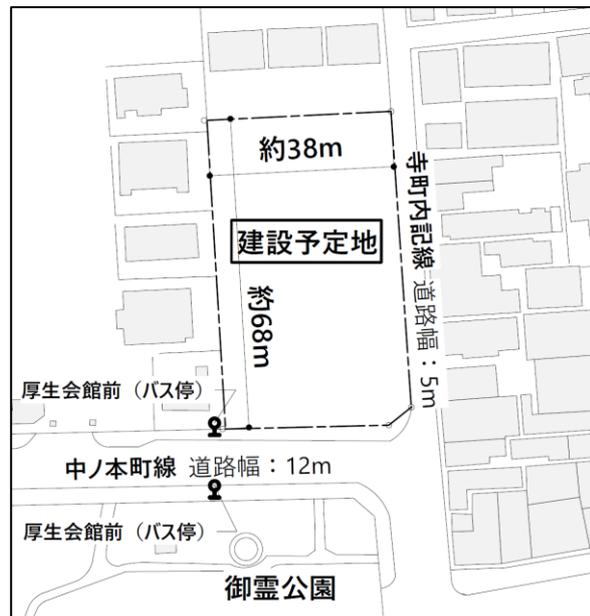 約38m
建設予定地
寺町内記線 道路幅：5m
約68m
厚生会館前（バス停）
中ノ本町線 道路幅：12m
厚生会館前（バス停）
御霊公園